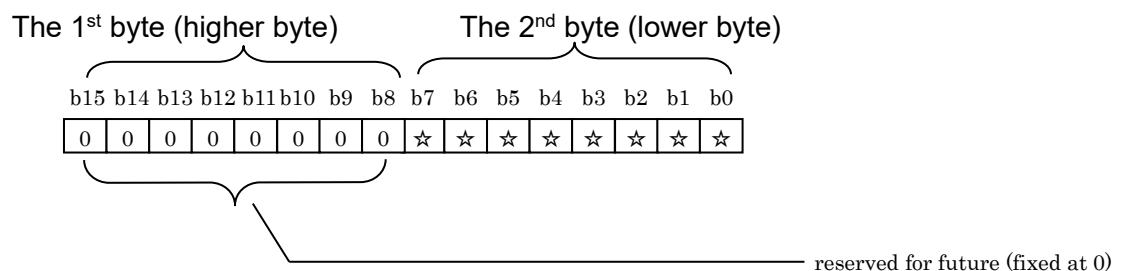 The 1st byte (higher byte) The 2nd byte (lower byte)
b15 b14 b13 b12 b11 b10 b9 b8 b7 b6 b5 b4 b3 b2 b1 b0
0 0 0 0 0 0 0 0 ☆ ☆ ☆ ☆ ☆ ☆ ☆ ☆
reserved for future (fixed at 0)